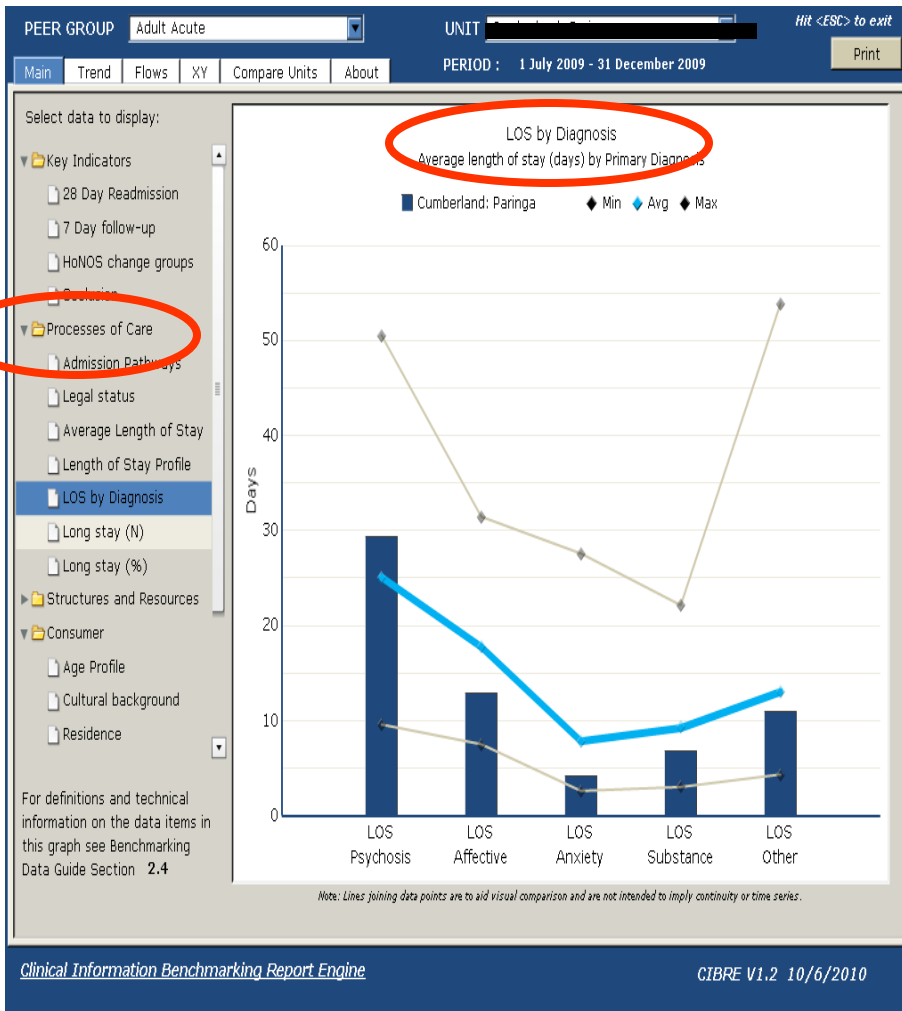 PEER GROUP Adult Acute
UNIT
Hit <ESC> to exit
Print
Main Trend Flows XY Compare Units About
PERIOD : 1 July 2009 - 31 December 2009
Select data to display:
Key Indicators
28 Day Readmission
7 Day follow-up
HoNOS change groups
Seclusion
Processes of Care
Admission Pathways
Legal status
Average Length of Stay
Length of Stay Profile
LOS by Diagnosis
Long stay (N)
Long stay (%)
Structures and Resources
Consumer
Age Profile
Cultural background
Residence
For definitions and technical
information on the data items in
this graph see Benchmarking
Data Guide Section 2.4
LOS by Diagnosis
Average length of stay (days) by Primary Diagnosis
Cumberland: Paringa Min Avg Max
60
50
40
30
20
10
0
Days
LOS LOS LOS LOS LOS
Psychosis Affective Anxiety Substance Other
Note: Lines joining data points are to aid visual comparison and are not intended to imply continuity or time series.
Clinical Information Benchmarking Report Engine
CIBRE V1.2 10/6/2010